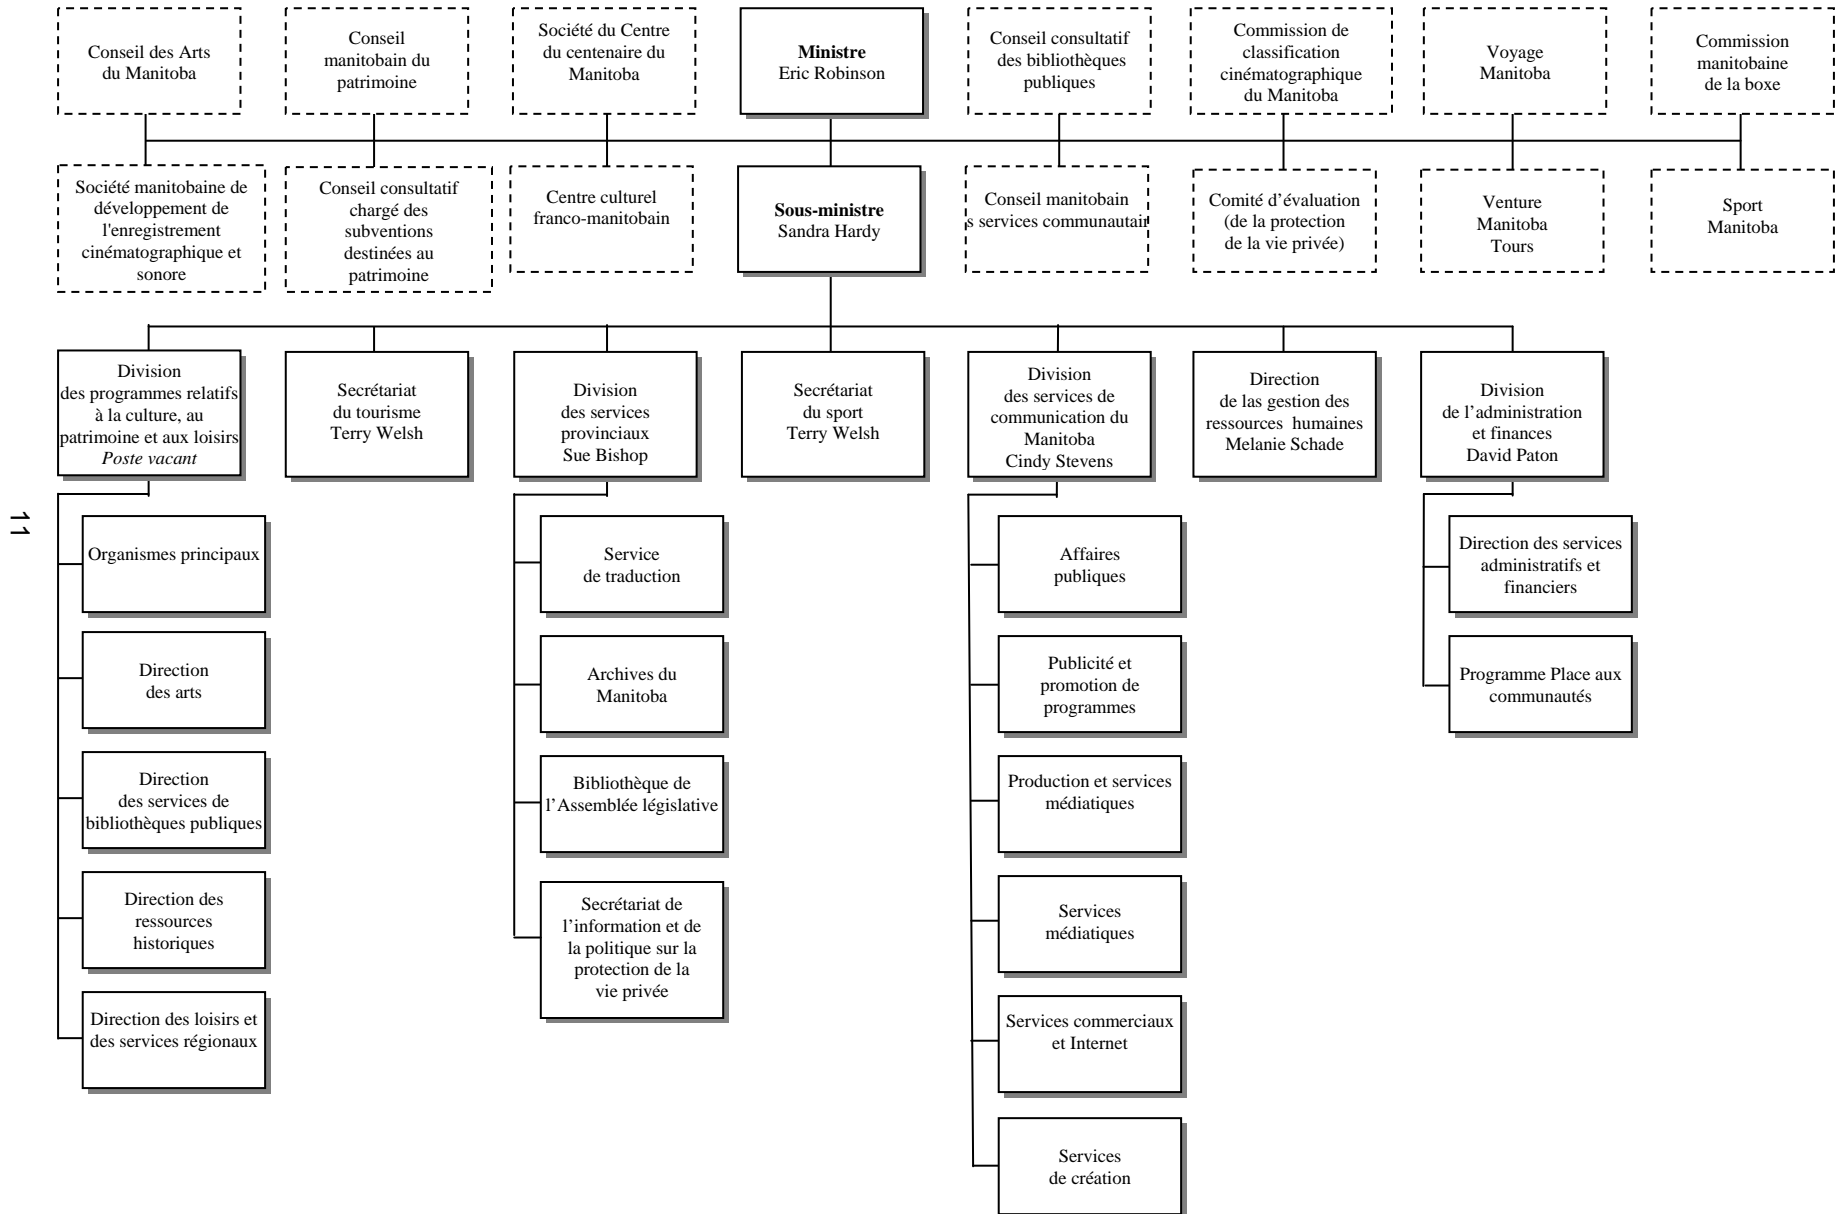 Conseil des Arts
du Manitoba
Conseil
manitobain du
patrimoine
Société du Centre
du centenaire du
Manitoba
Ministre
Eric Robinson
Conseil consultatif
des bibliothèques
publiques
Commission de
classification
cinématographique
du Manitoba
Voyage
Manitoba
Commission
manitobaine
de la boxe
Société manitobaine de
développement de
l'enregistrement
cinématographique et
sonore
Conseil consultatif
chargé des
subventions
destinées au
patrimoine
Centre culturel
franco-manitobain
Sous-ministre
Sandra Hardy
Conseil manitobain
s services communautair
Comité d’évaluation
(de la protection
de la vie privée)
Venture
Manitoba
Tours
Sport
Manitoba
Division
des programmes relatifs
à la culture, au
patrimoine et aux loisirs
Poste vacant
Secrétariat
du tourisme
Terry Welsh
Division
des services
provinciaux
Sue Bishop
Secrétariat
du sport
Terry Welsh
Division
des services de
communication du
Manitoba
Cindy Stevens
Direction
de las gestion des
ressources humaines
Melanie Schade
Division
de l’administration
et finances
David Paton
Organismes principaux
Direction
des arts
Direction
des services de
bibliothèques publiques
Direction des
ressources
historiques
Direction des loisirs et
des services régionaux
Service
de traduction
Archives du
Manitoba
Bibliothèque de
l’Assemblée législative
Secrétariat de
l’information et de
la politique sur la
protection de la
vie privée
Affaires
publiques
Publicité et
promotion de
programmes
Production et services
médiatiques
Services
médiatiques
Services commerciaux
et Internet
Services
de création
Direction des services
administratifs et
financiers
Programme Place aux
communautés
11